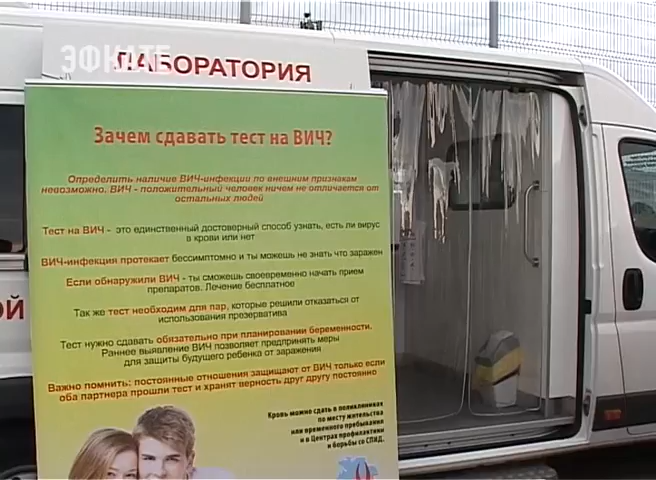 ЭФКАТЕ
ЛАБОРАТОРИЯ
Зачем сдавать тест на ВИЧ?
Определить наличие ВИЧ-инфекции по внешним признакам
невозможно. ВИЧ - положительный человек ничем не отличается от
остальных людей
Тест на ВИЧ - это единственный достоверный способ узнать, есть ли вирус
в крови или нет
ВИЧ-инфекция протекает бессимптомно и ты можешь не знать что заражен
Если обнаружили ВИЧ - ты сможешь своевременно начать прием
препаратов. Лечение бесплатное
Так же тест необходим для пар, которые решили отказаться от
использования презерватива
ОЙ
Тест нужно сдавать обязательно при планировании беременности.
Раннее выявление ВИЧ позволяет предпринять меры
для защиты будущего ребенка от заражения
Важно помнить: постоянные отношения защищают от ВИЧ только если
оба партнера прошли тест и хранят верность друг другу постоянно
Кровь можно сдать в поликлиниках
по месту жительства
или временного пребывания
и в Центрах профилактики
и борьбы со СПИД.